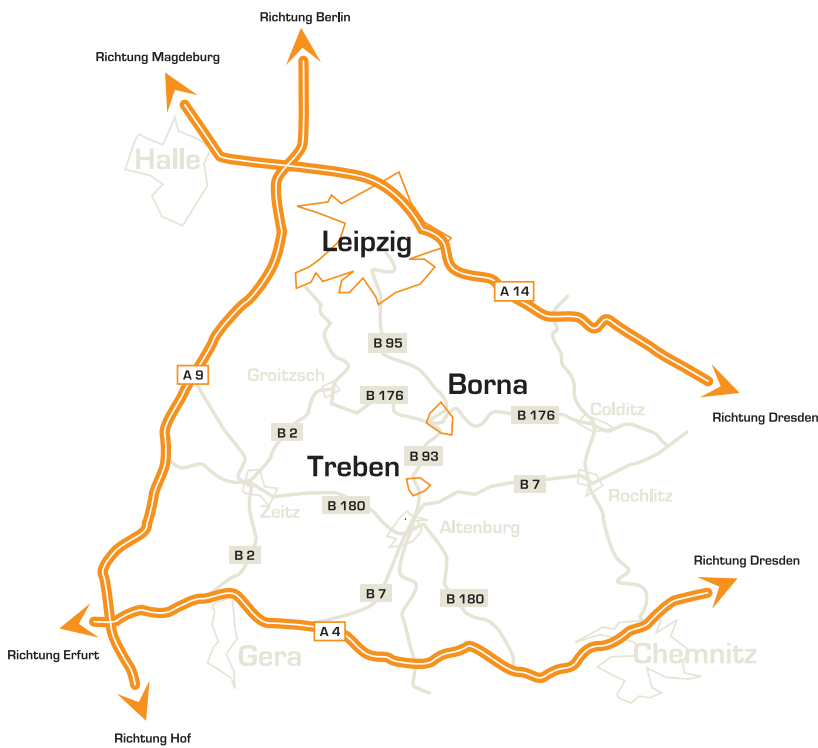 Richtung Berlin
Richtung Magdeburg
Halle
Leipzig
A 14
B 95
A 9
Groitzsch
Borna
B 176
B 176
Colditz
Richtung Dresden
B 2
B 93
Treben
B 7
Rochlitz
B 180
Zeitz
Altenburg
B 2
Richtung Dresden
B 7
B 180
A 4
Richtung Erfurt
Gera
Chemnitz
Richtung Hof